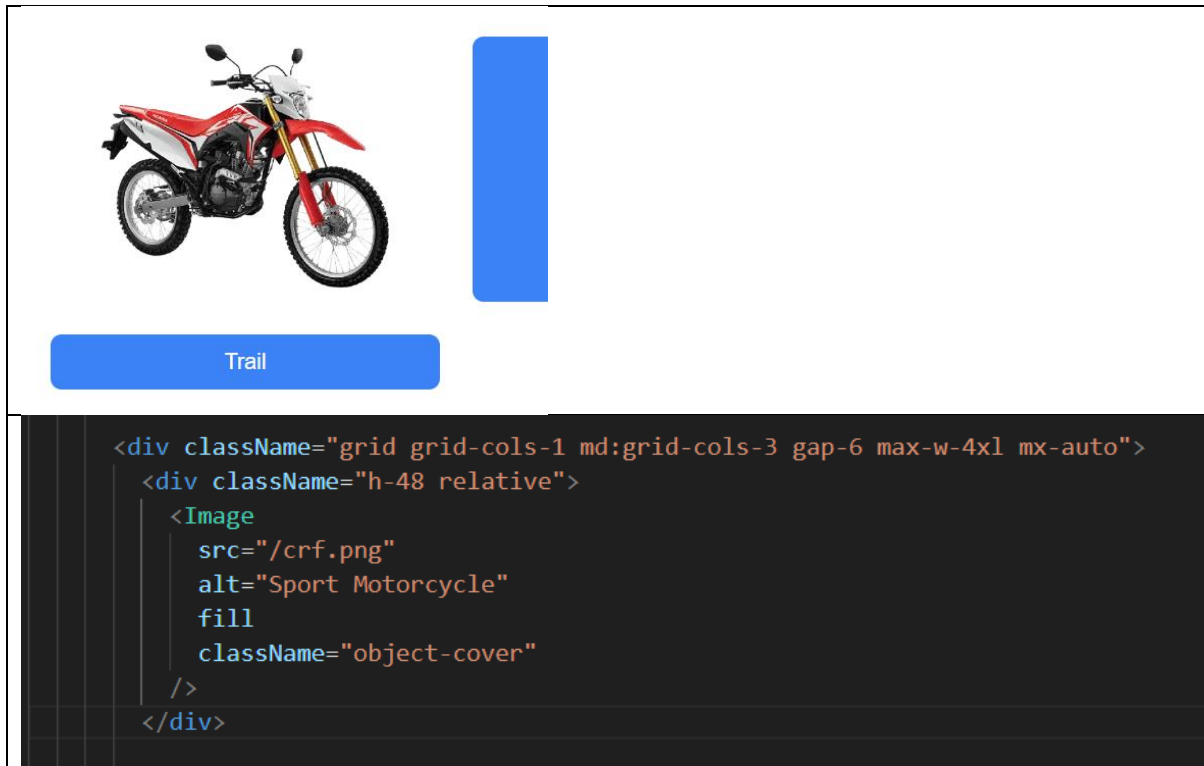 Trail
<div className="grid grid-cols-1 md:grid-cols-3 gap-6 max-w-4xl mx-auto">
<div className="h-48 relative">
<Image
src="/crf.png"
alt="Sport Motorcycle"
fill
className="object-cover"
/>
</div>